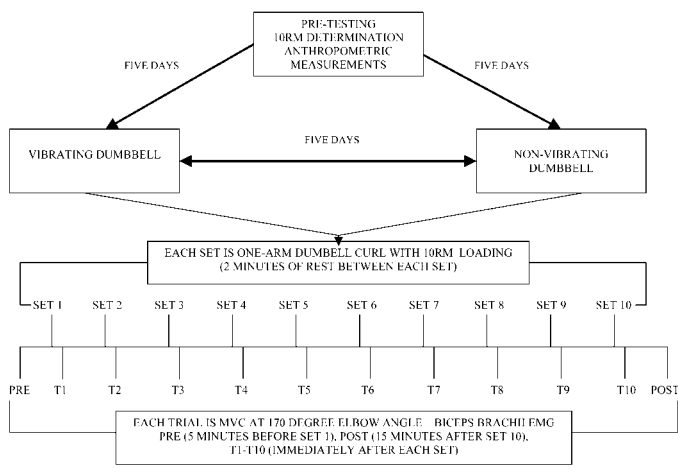 PRE-TESTING
10RM DETERMINATION
ANTHROPOMETRIC
MEASUREMENTS
FIVE DAYS
FIVE DAYS
FIVE DAYS
VIBRATING DUMBBELL
NON-VIBRATING
DUMBBELL
EACH SET IS ONE-ARM DUMBELL CURL WITH 10RM LOADING
(2 MINUTES OF REST BETWEEN EACH SET)
SET 1 SET 2 SET 3 SET 4 SET 5 SET 6 SET 7 SET 8 SET 9 SET 10
PRE T1 T2 T3 T4 T5 T6 T7 T8 T9 T10 POST
EACH TRIAL IS MVC AT 170 DEGREE ELBOW ANGLE BICEPS BRACHII EMG
PRE (5 MINUTES BEFORE SET 1), POST (15 MINUTES AFTER SET 10),
T1-T10 (IMMEDIATELY AFTER EACH SET)